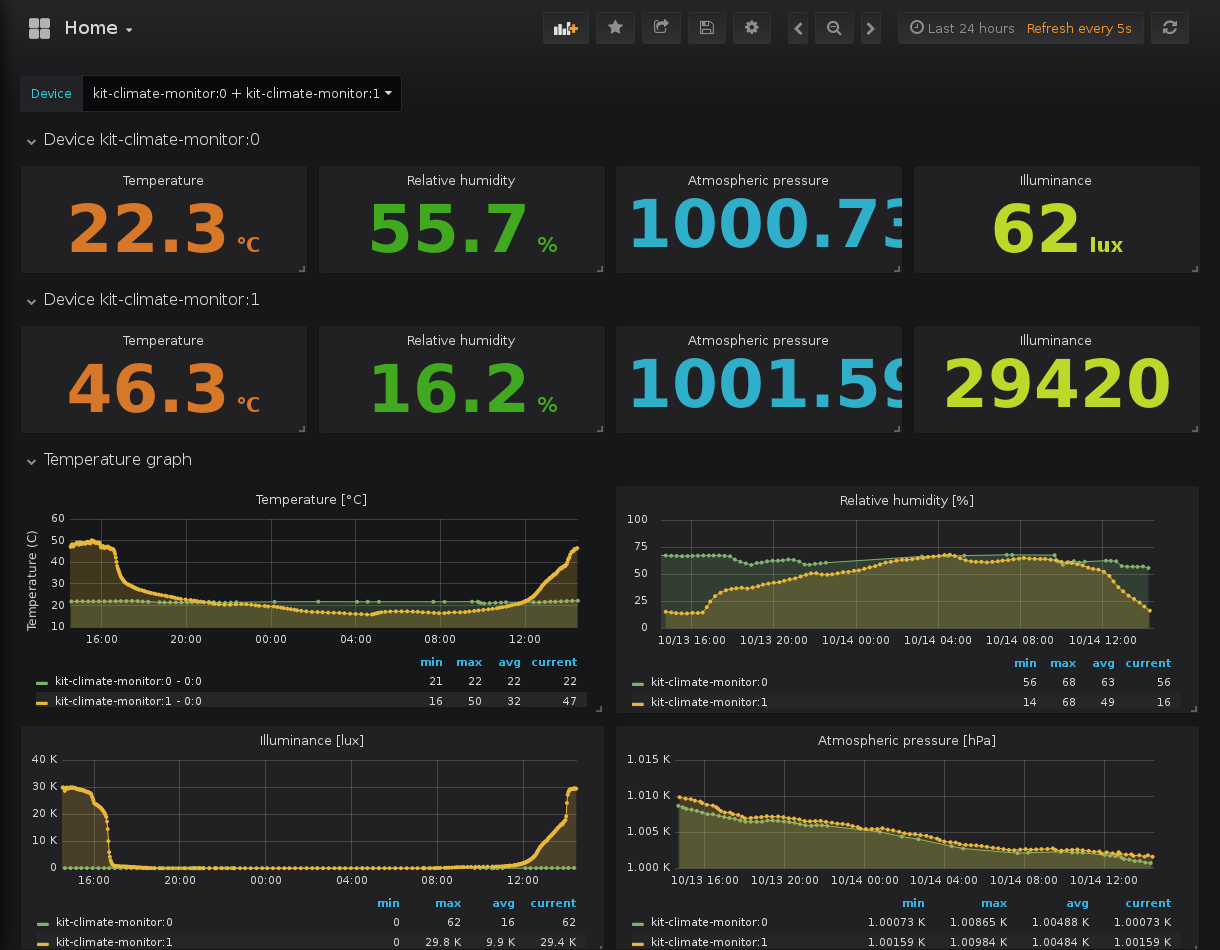 Home
Last 24 hours Refresh every 5s
Device kit-climate-monitor:0 + kit-climate-monitor:1
Device kit-climate-monitor:0
Temperature Relative humidity Atmospheric pressure Illuminance
22.3 °C 55.7 % 1000.73 62 lux
Device kit-climate-monitor:1
Temperature Relative humidity Atmospheric pressure Illuminance
46.3 °C 16.2 % 1001.59 29420
Temperature graph
Temperature [°C]
Temperature (C)
60
50
40
30
20
10
16:00 20:00 00:00 04:00 08:00 12:00
min max avg current
kit-climate-monitor:0 - 0:0 21 22 22 22
kit-climate-monitor:1 - 0:0 16 50 32 47
Relative humidity [%]
100
75
50
25
0
10/13 16:00 10/13 20:00 10/14 00:00 10/14 04:00 10/14 08:00 10/14 12:00
min max avg current
kit-climate-monitor:0 56 68 63 56
kit-climate-monitor:1 14 68 49 16
Illuminance [lux]
40 K
30 K
20 K
10 K
0
16:00 20:00 00:00 04:00 08:00 12:00
min max avg current
kit-climate-monitor:0 0 62 16 62
kit-climate-monitor:1 0 29.8 K 9.9 K 29.4 K
Atmospheric pressure [hPa]
1.015 K
1.010 K
1.005 K
1.000 K
10/13 16:00 10/13 20:00 10/14 00:00 10/14 04:00 10/14 08:00 10/14 12:00
min max avg current
kit-climate-monitor:0 1.00073 K 1.00865 K 1.00488 K 1.00073 K
kit-climate-monitor:1 1.00159 K 1.00984 K 1.00484 K 1.00159 K